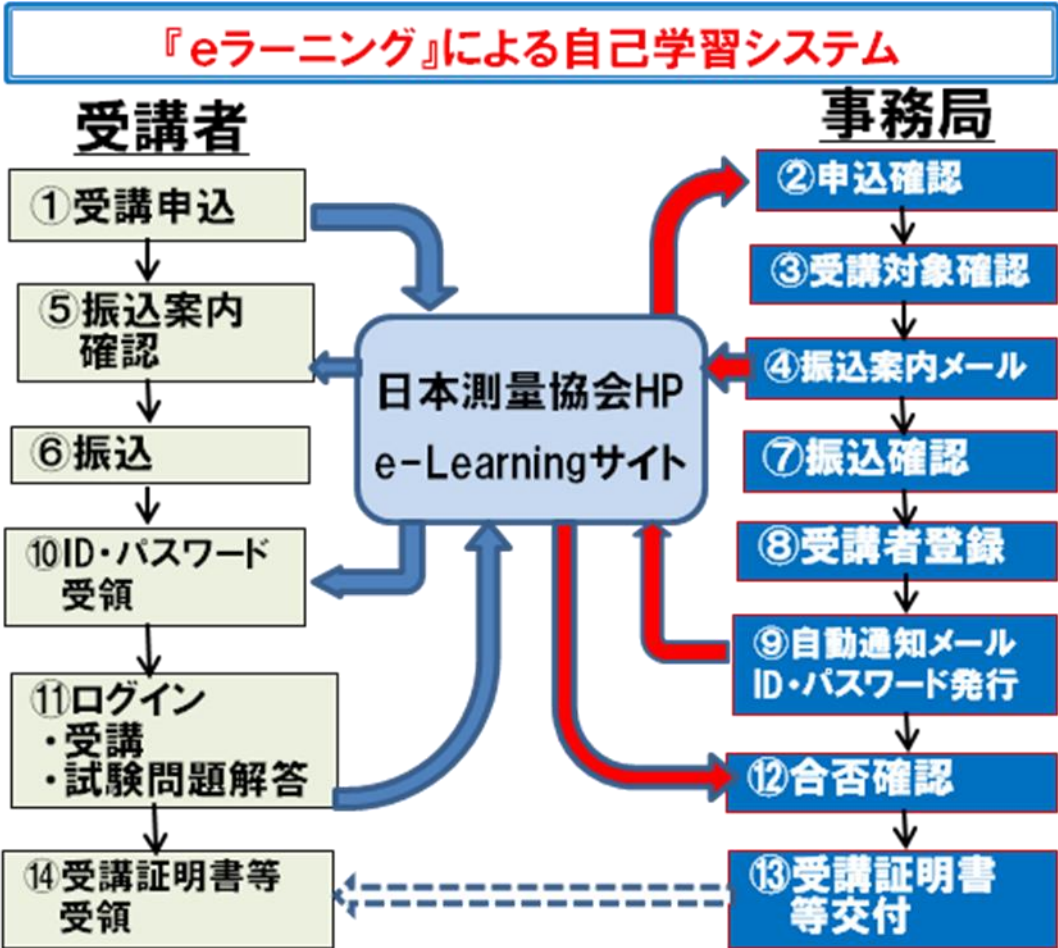 『eラーニング』による自己学習システム
受講者
①受講申込
⑤振込案内
確認
⑥振込
⑩ID・パスワード
受領
⑪ログイン
・受講
・試験問題解答
⑭受講証明書等
受領
日本測量協会HP
e-Learningサイト
事務局
②申込確認
③受講対象確認
④振込案内メール
⑦振込確認
⑧受講者登録
⑨自動通知メール
ID・パスワード発行
⑫合否確認
⑬受講証明書
等交付